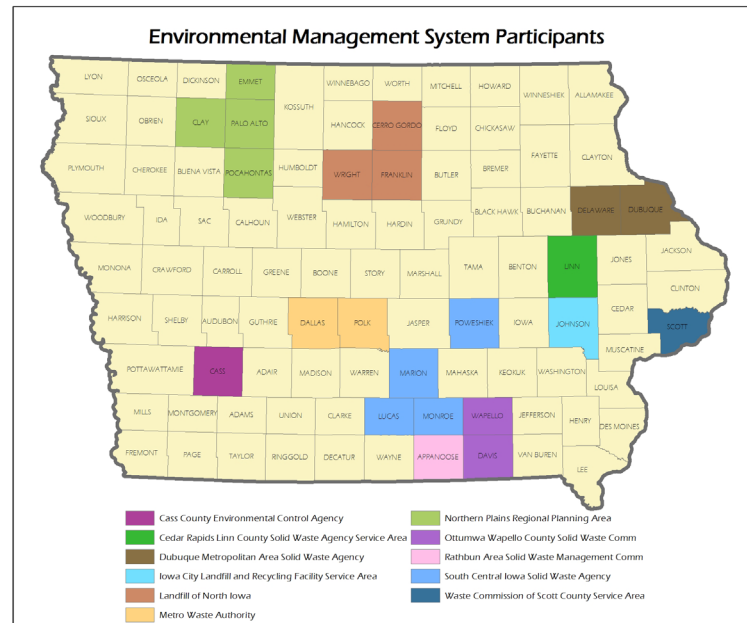 Environmental Management System Participants
LYON
OSCEOLA
DICKINSON
EMMET
KOSSUTH
WINNEBAGO
WORTH
MITCHELL
HOWARD
WINNESHIEK
ALLAMAKEE
SIOUX
OBRIEN
CLAY
PALO ALTO
HANCOCK
CERRO GORDO
FLOYD
CHICKASAW
FAYETTE
CLAYTON
PLYMOUTH
CHEROKEE
BUENA VISTA
POCAHONTAS
HUMBOLDT
WRIGHT
FRANKLIN
BUTLER
BREMER
WOODBURY
IDA
SAC
CALHOUN
WEBSTER
HAMILTON
HARDIN
GRUNDY
BLACK HAWK
BUCHANAN
DELAWARE
DUBUQUE
MONONA
CRAWFORD
CARROLL
GREENE
BOONE
STORY
MARSHALL
TAMA
BENTON
LINN
JONES
JACKSON
CLINTON
HARRISON
SHELBY
AUDUBON
GUTHRIE
DALLAS
POLK
JASPER
POWESHIEK
IOWA
JOHNSON
CEDAR
SCOTT
MUSCATINE
POTTAWATTAMIE
CASS
ADAIR
MADISON
WARREN
MARION
MAHASKA
KEOKUK
WASHINGTON
LOUISA
MILLS
MONTGOMERY
ADAMS
UNION
CLARKE
LUCAS
MONROE
WAPELLO
JEFFERSON
HENRY
DES MOINES
FREMONT
PAGE
TAYLOR
RINGGOLD
DECATUR
WAYNE
APPANOOSE
DAVIS
VAN BUREN
LEE
Cass County Environmental Control Agency
Cedar Rapids Linn County Solid Waste Agency Service Area
Dubuque Metropolitan Area Solid Waste Agency
Iowa City Landfill and Recycling Facility Service Area
Landfill of North Iowa
Metro Waste Authority
Northern Plains Regional Planning Area
Ottumwa Wapello County Solid Waste Comm
Rathbun Area Solid Waste Management Comm
South Central Iowa Solid Waste Agency
Waste Commission of Scott County Service Area